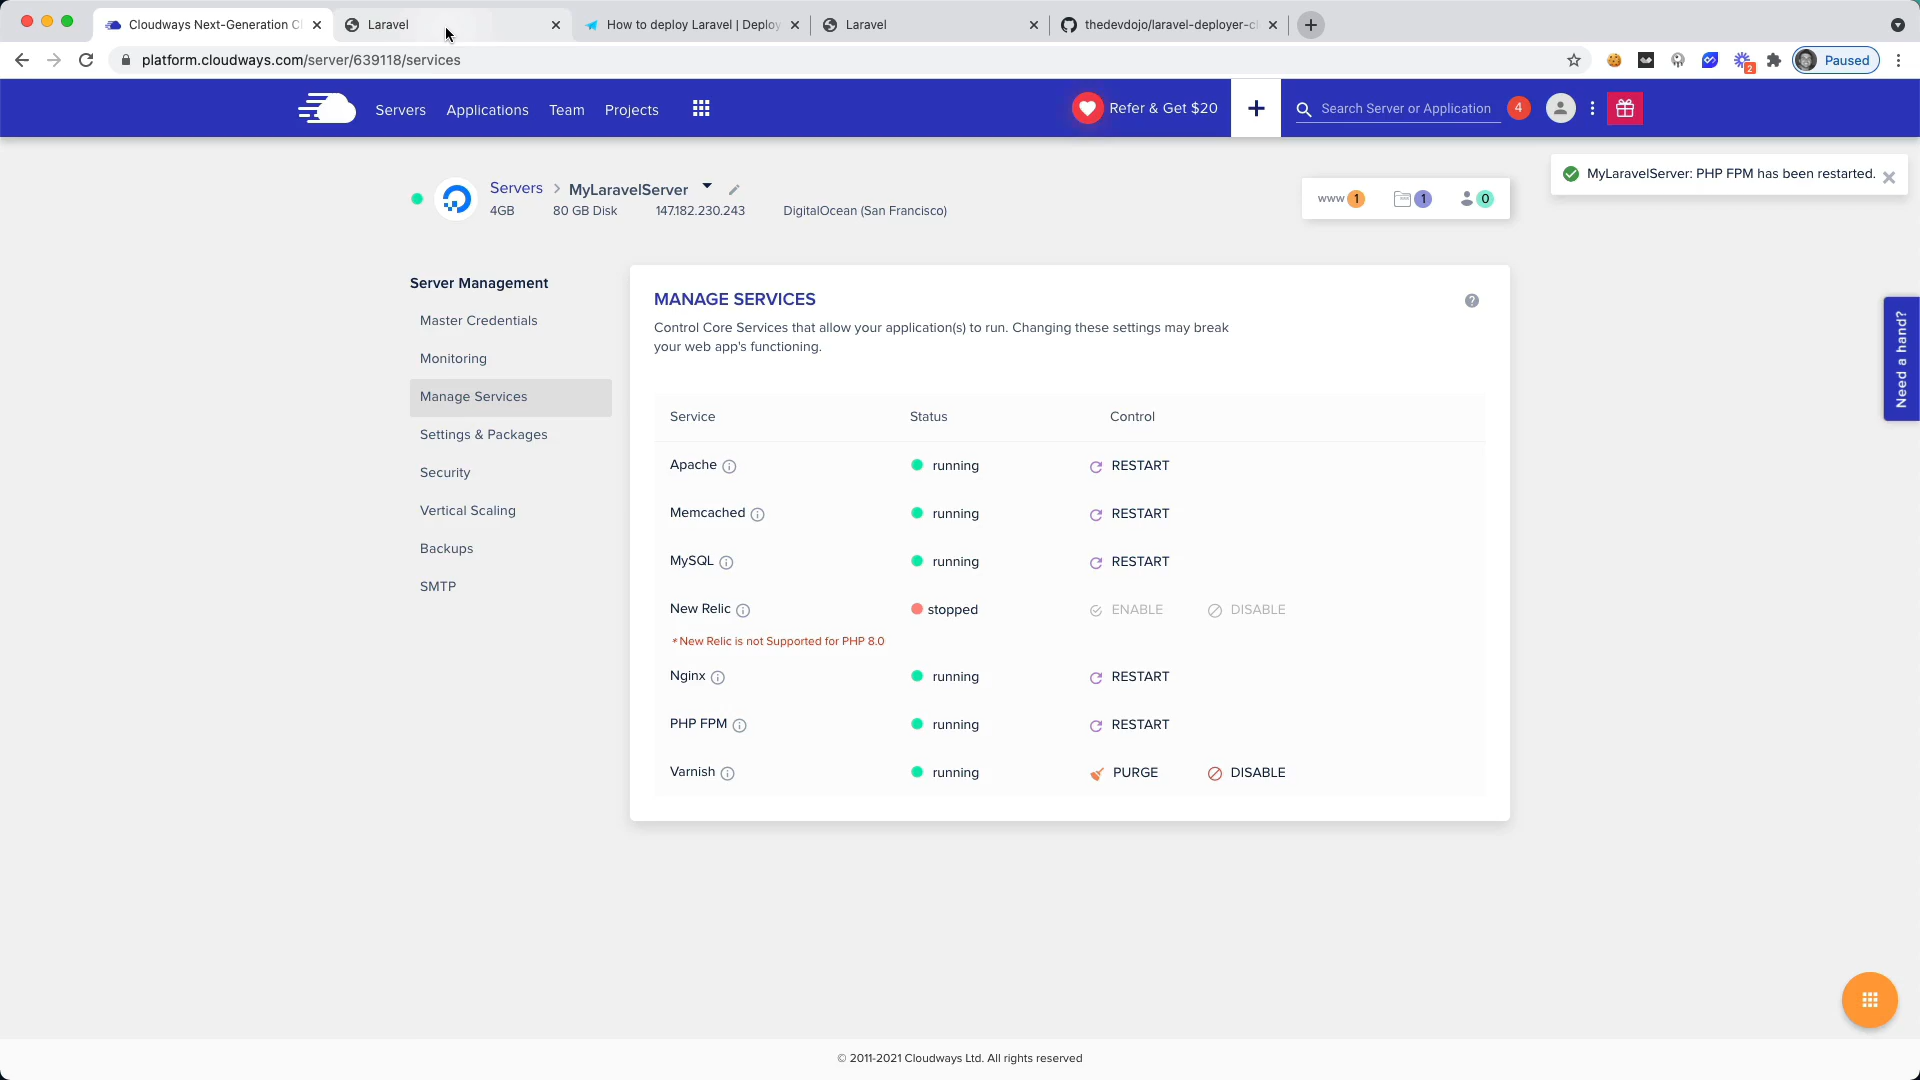 Cloudways Next-Generation Cl
Laravel
How to deploy Laravel | Deploy
Laravel
thedevdojo/laravel-deployer-cl
platform.cloudways.com/server/639118/services
2
Paused
Servers
Applications
Team
Projects
Refer & Get $20
Search Server or Application
4
MyLaravelServer: PHP FPM has been restarted.
Servers
MyLaravelServer
4GB
80 GB Disk
147.182.230.243
DigitalOcean (San Francisco)
www 1
1
0
Server Management
Master Credentials
Monitoring
Manage Services
Settings & Packages
Security
Vertical Scaling
Backups
SMTP
MANAGE SERVICES
Control Core Services that allow your application(s) to run. Changing these settings may break
your web app's functioning.
Service Status Control
Apache running RESTART
Memcached running RESTART
MySQL running RESTART
New Relic stopped ENABLE DISABLE
* New Relic is not Supported for PHP 8.0
Nginx running RESTART
PHP FPM running RESTART
Varnish running PURGE DISABLE
Need a hand?
© 2011-2021 Cloudways Ltd. All rights reserved